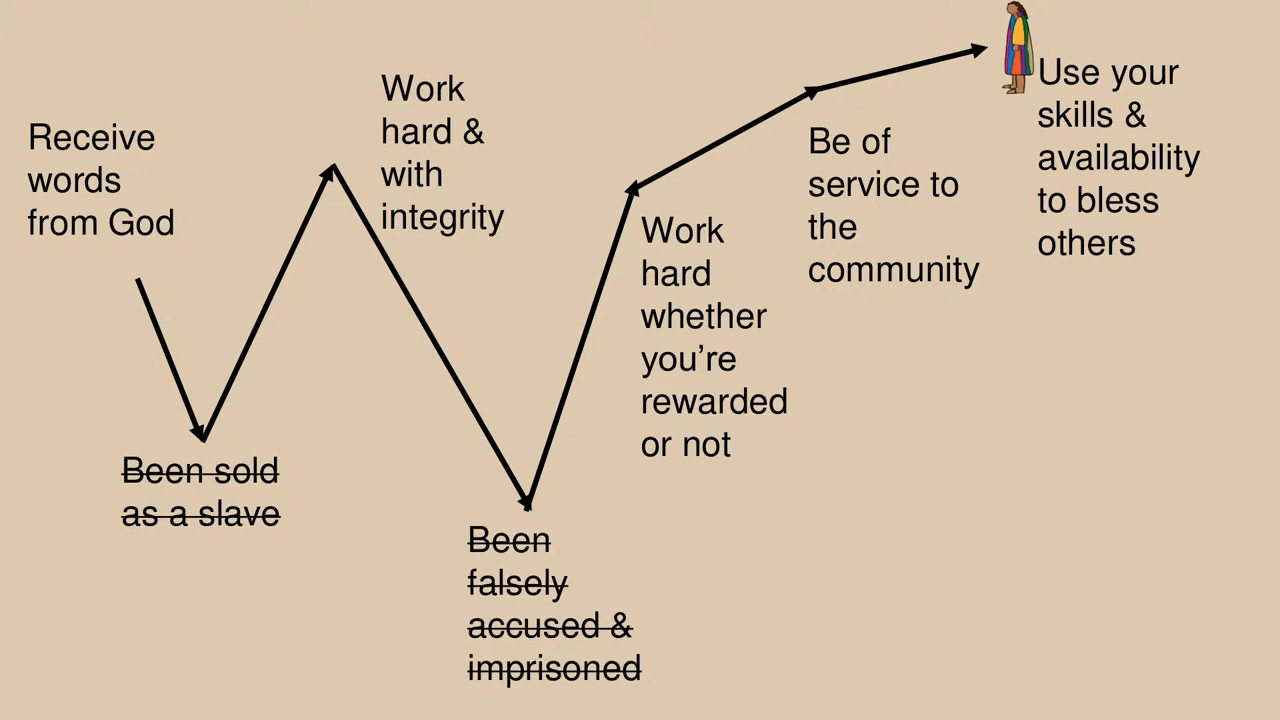 Receive
words
from God
Been sold
as a slave
Work
hard &
with
integrity
Been
falsely
accused &
imprisoned
Work
hard
whether
you’re
rewarded
or not
Be of
service to
the
community
Use your
skills &
availability
to bless
others